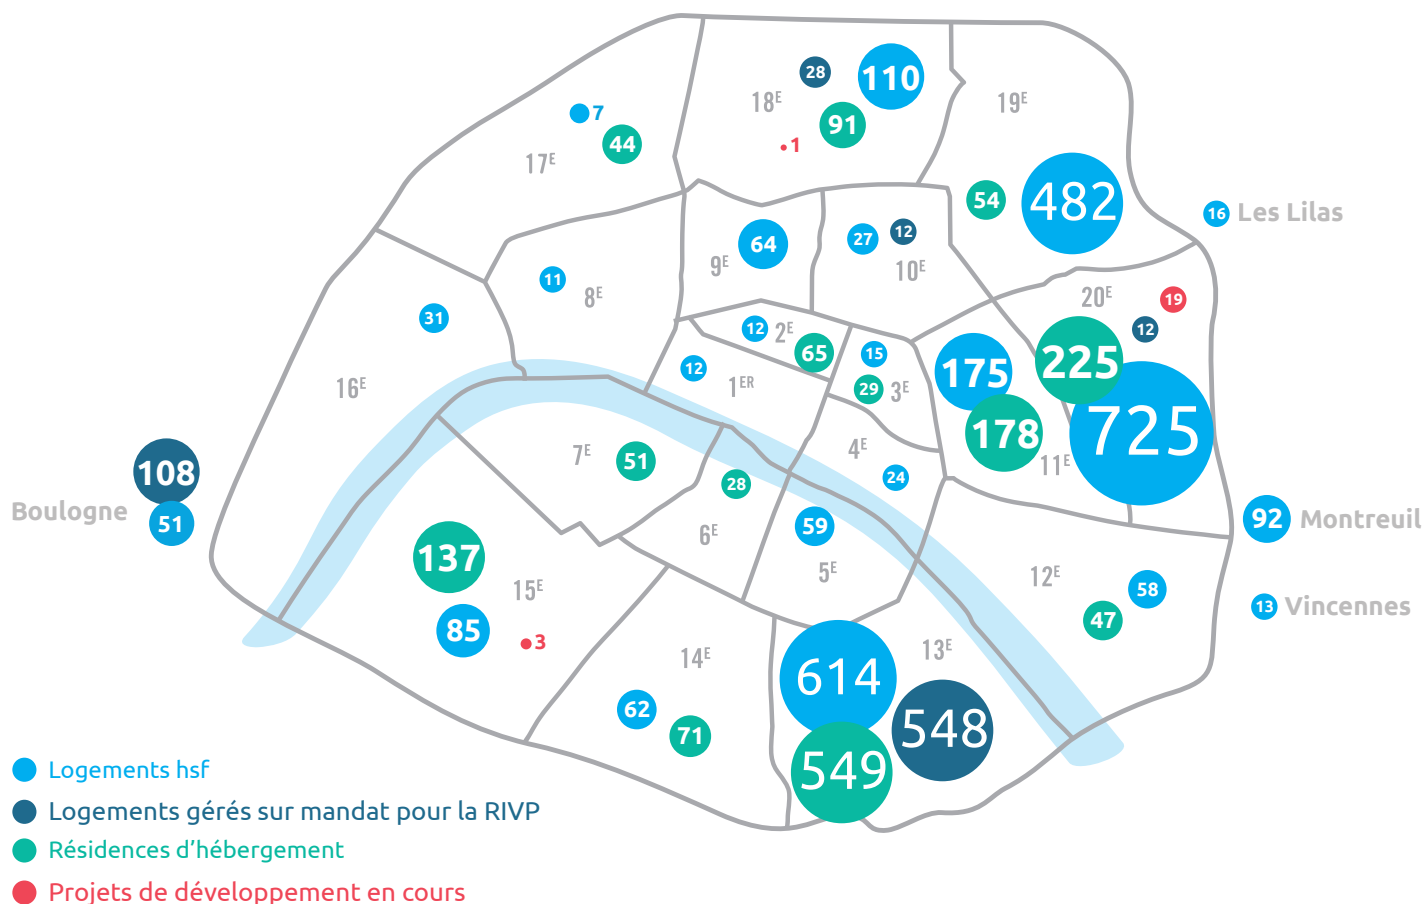 28
110
18E
91
1
19E
7
44
17E
54
482
16
Les Lilas
64
9E
27
12
10E
11
8E
31
20E
19
12
225
725
12
2E
65
15
29
3E
175
178
11E
12
1ER
16E
4E
24
7E
51
28
6E
59
5E
108
Boulogne
51
92
Montreuil
137
15E
85
3
12E
58
47
13
Vincennes
14E
62
71
13E
614
548
549
Logements hsf
Logements gérés sur mandat pour la RIVP
Résidences d’hébergement
Projets de développement en cours